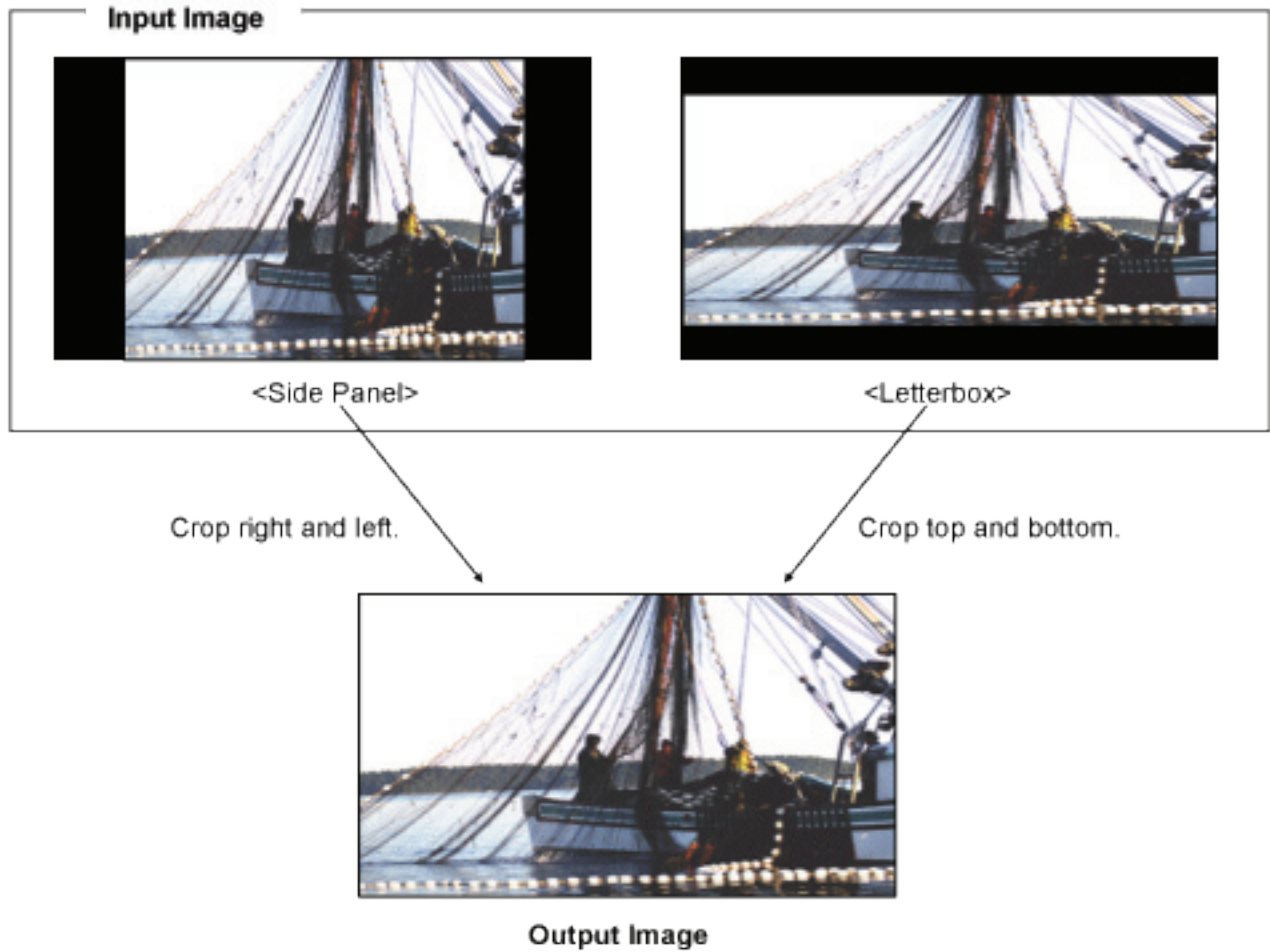 Input Image
<Side Panel>
<Letterbox>
Crop right and left.
Crop top and bottom.
Output Image